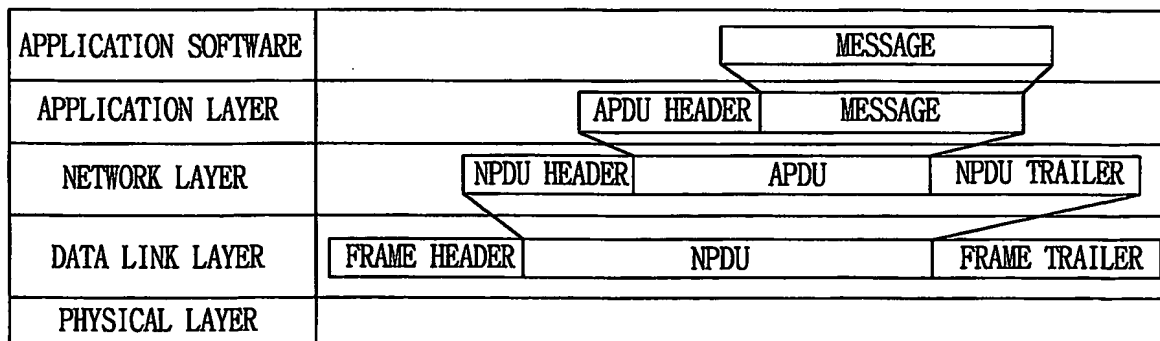 APPLICATION SOFTWARE MESSAGE
APPLICATION LAYER APDU HEADER MESSAGE
NETWORK LAYER NPDU HEADER APDU NPDU TRAILER
DATA LINK LAYER FRAME HEADER NPDU FRAME TRAILER
PHYSICAL LAYER